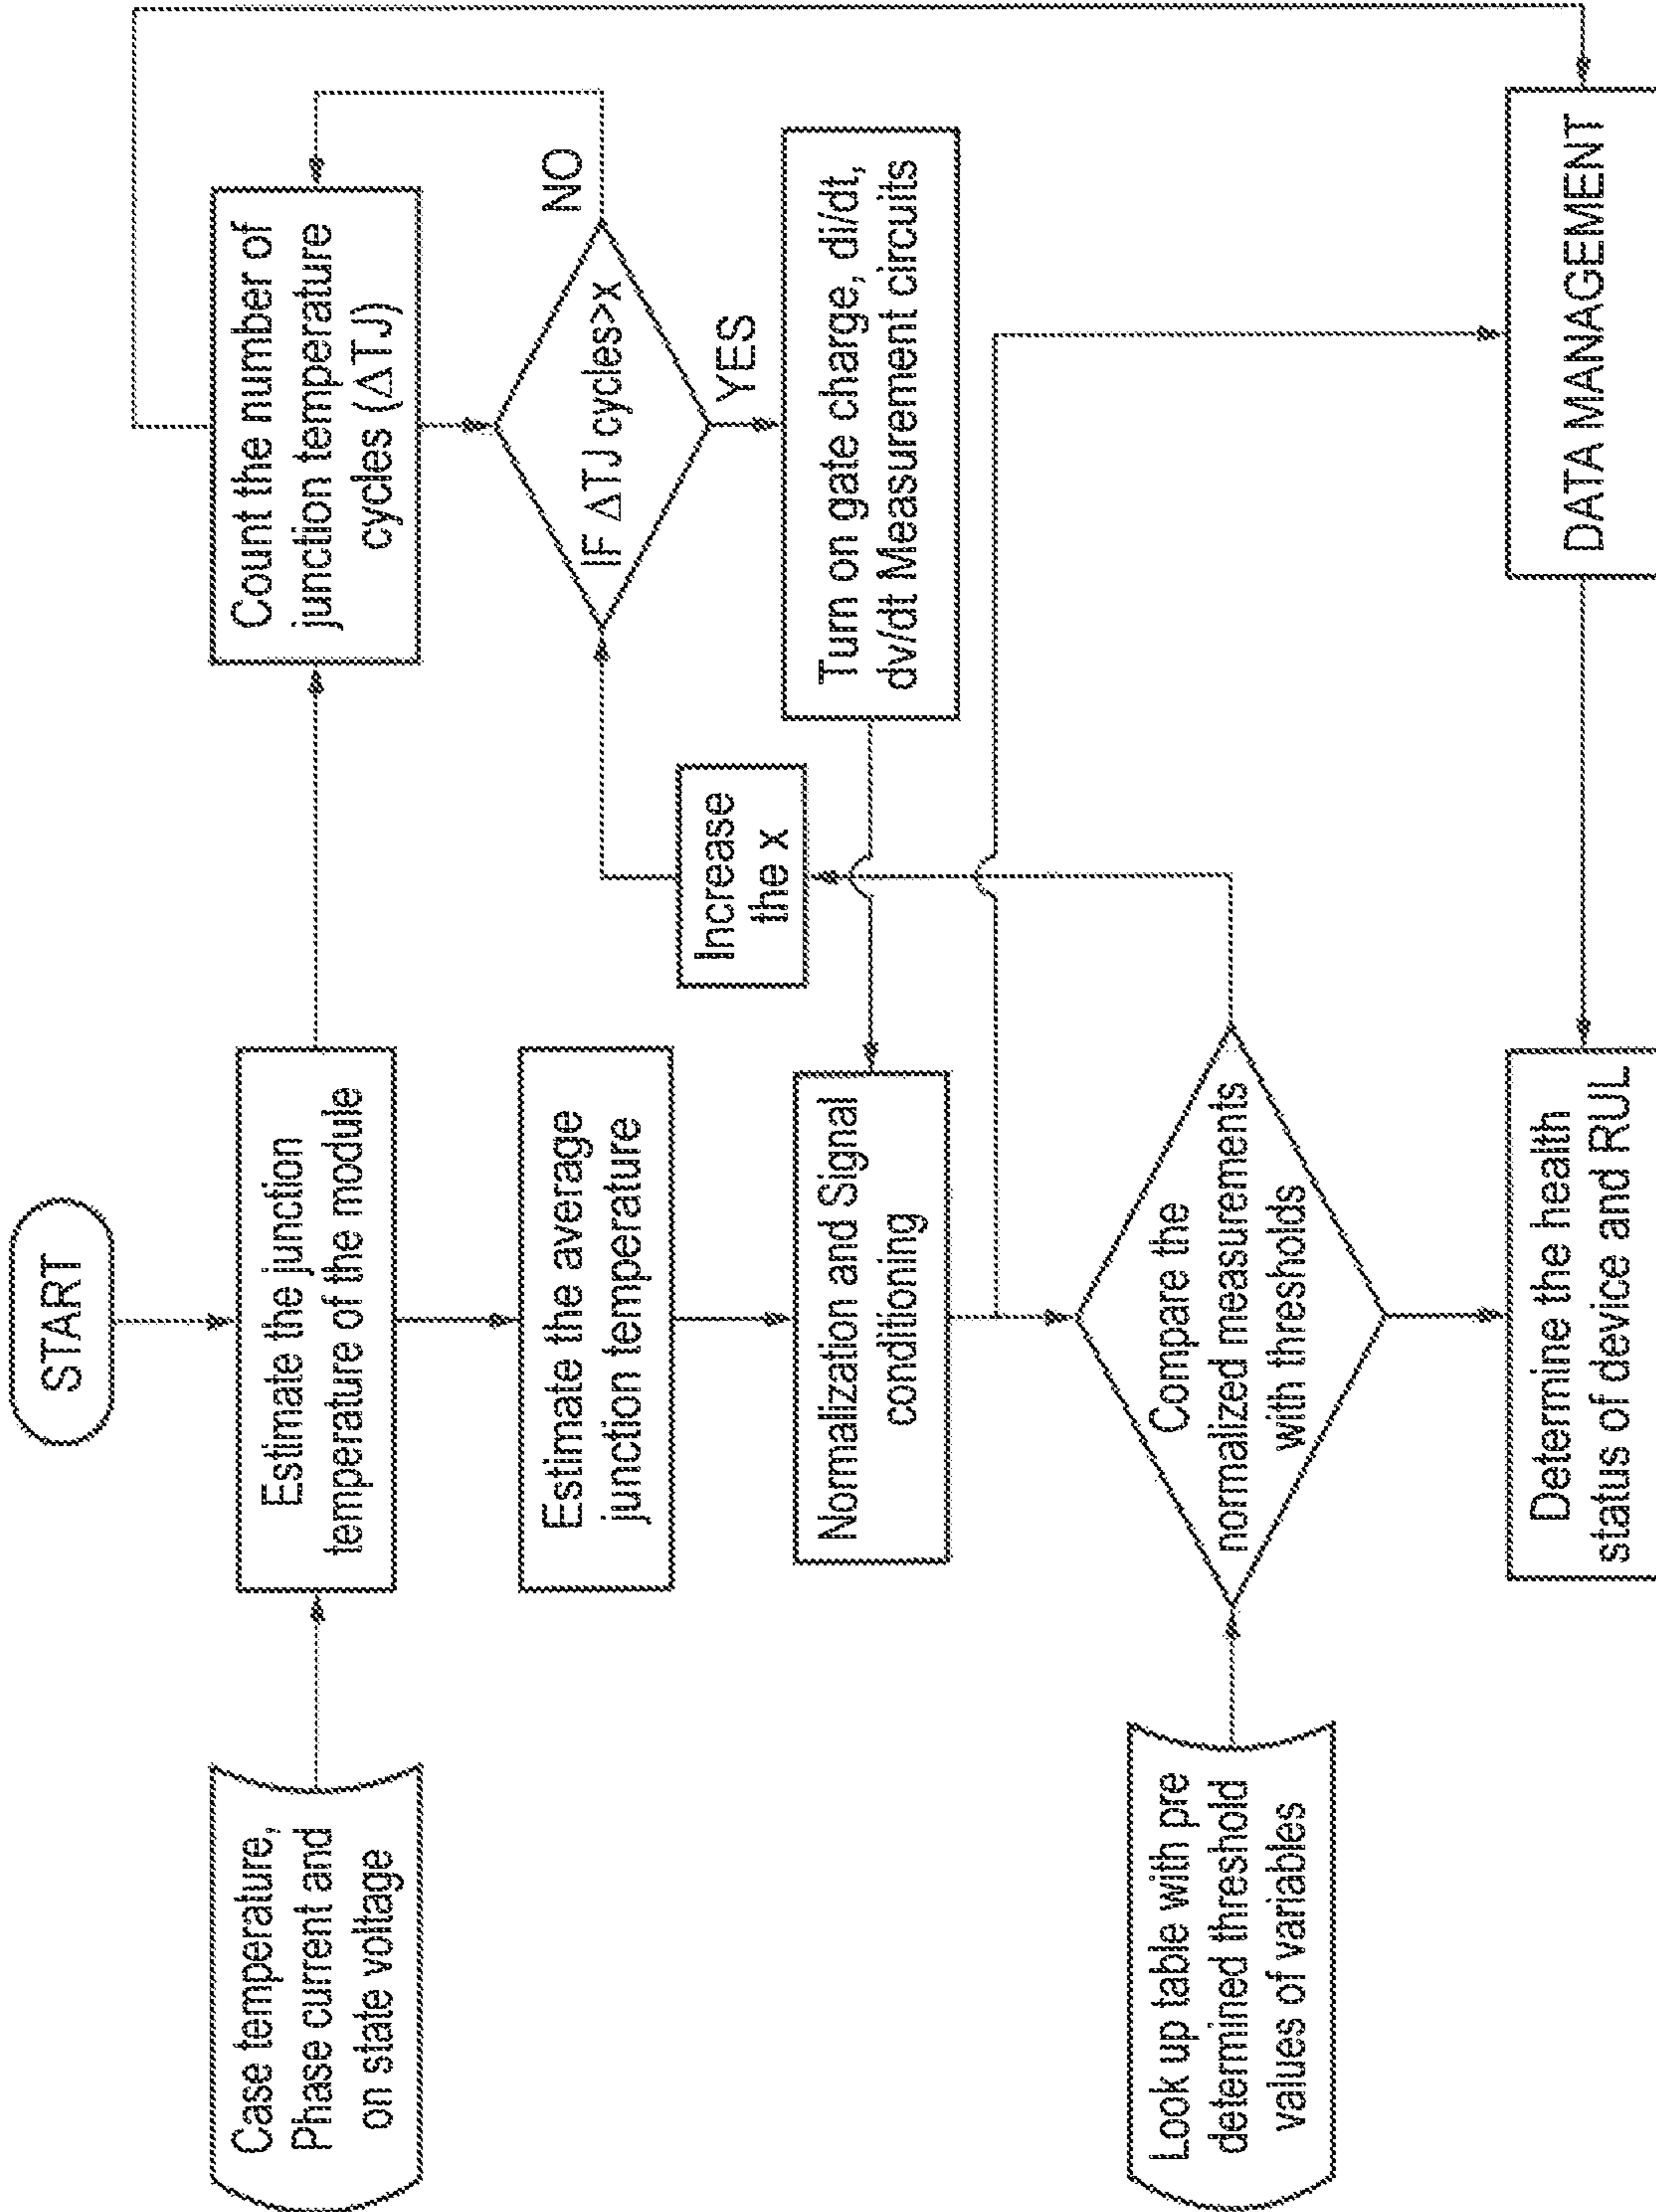 START
Case temperature,
Phase current and
on state voltage
Estimate the junction
temperature of the module
Count the number of
junction temperature
cycles (ΔTJ)
Estimate the average
junction temperature
IF ΔTJ cycles>x
NO
YES
Increase
the x
Normalization and Signal
conditioning
Turn on gate charge, di/dt,
dv/dt Measurement circuits
Look up table with pre
determined threshold
values of variables
Compare the
normalized measurements
with thresholds
Determine the health
status of device and RUL
DATA MANAGEMENT